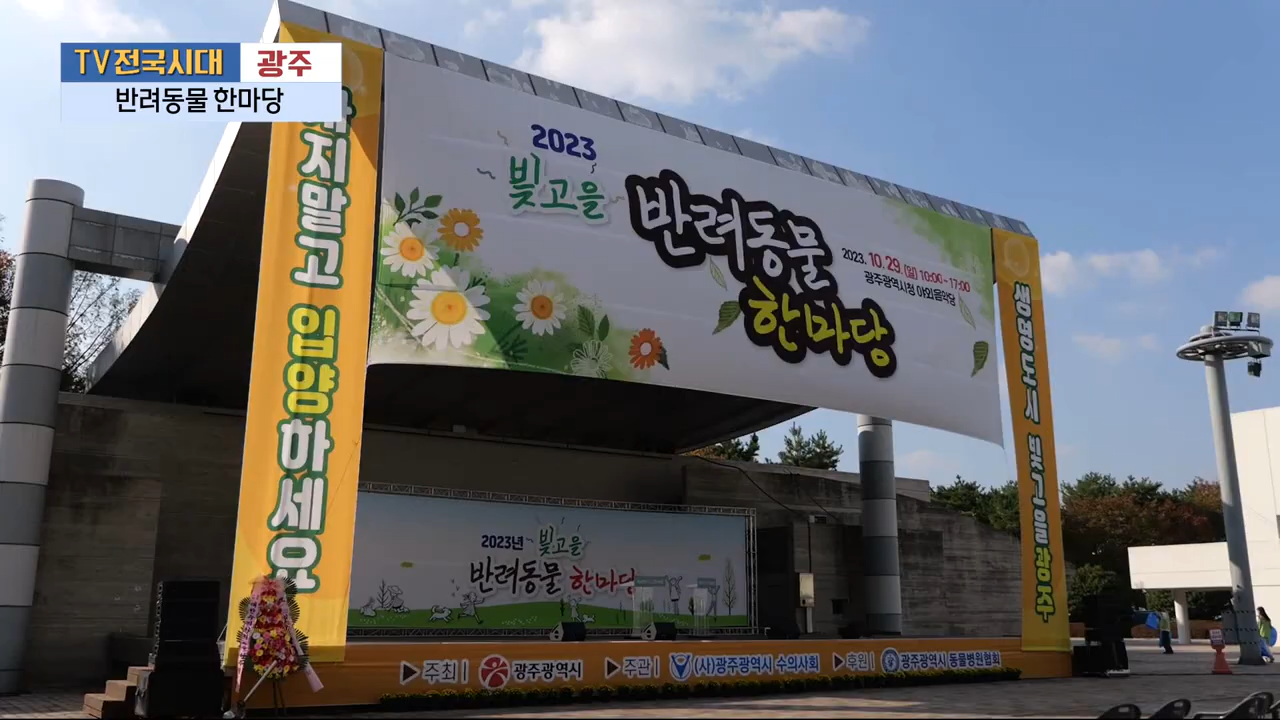 TV전국시대 광주
반려동물 한마당
지말고 입양하세요
2023
빛고을
반려동물
한마당
2023. 10. 29.(일) 10:00~17:00
광주광역시청 야외음악당
생명도시 빛고을광주
2023년 빛고을
반려동물 한마당
▷주최| 광주광역시 ▷주관| (사)광주광역시 수의사회 ▷후원| 광주광역시 동물병원협회